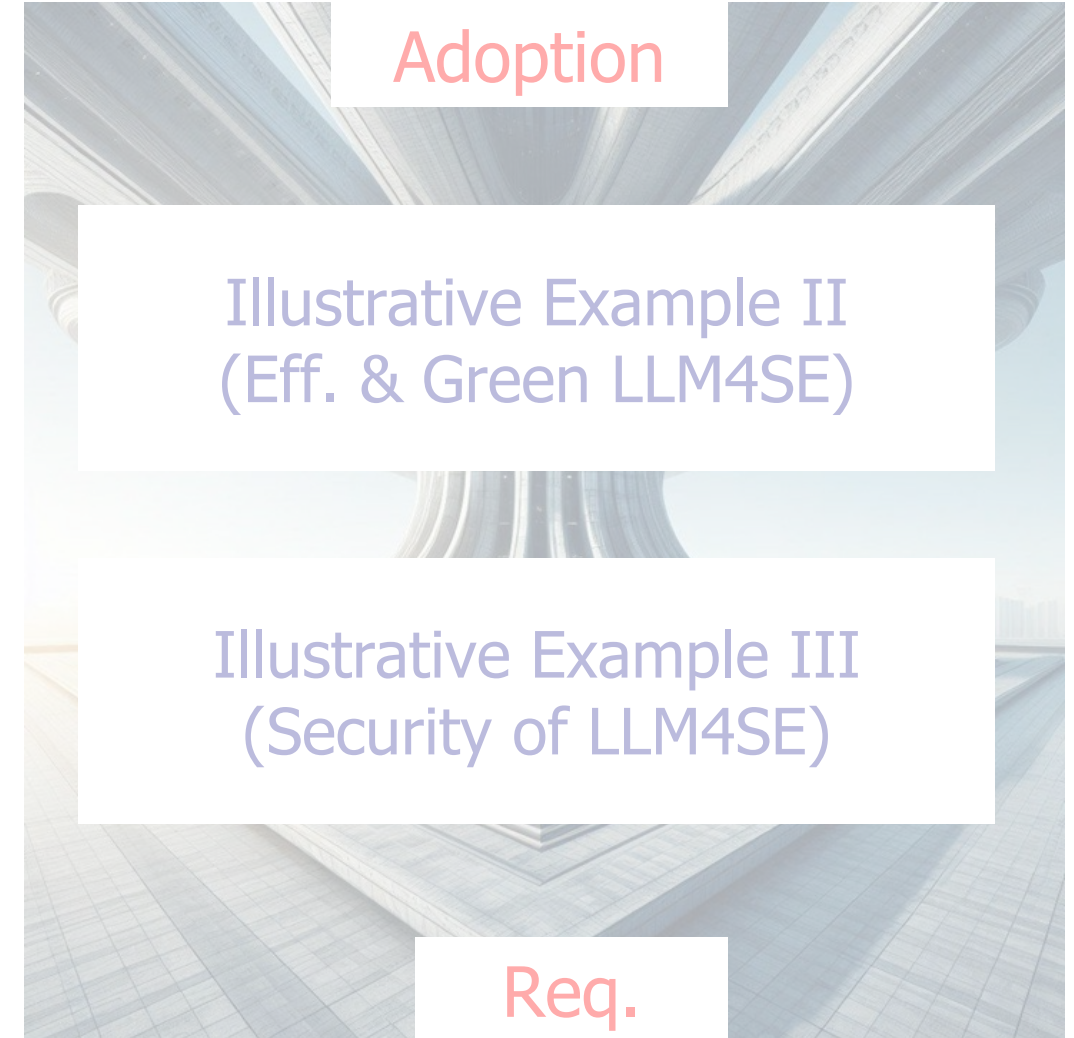 Adoption
Illustrative Example II
(Eff. & Green LLM4SE)
Illustrative Example III
(Security of LLM4SE)
Req.